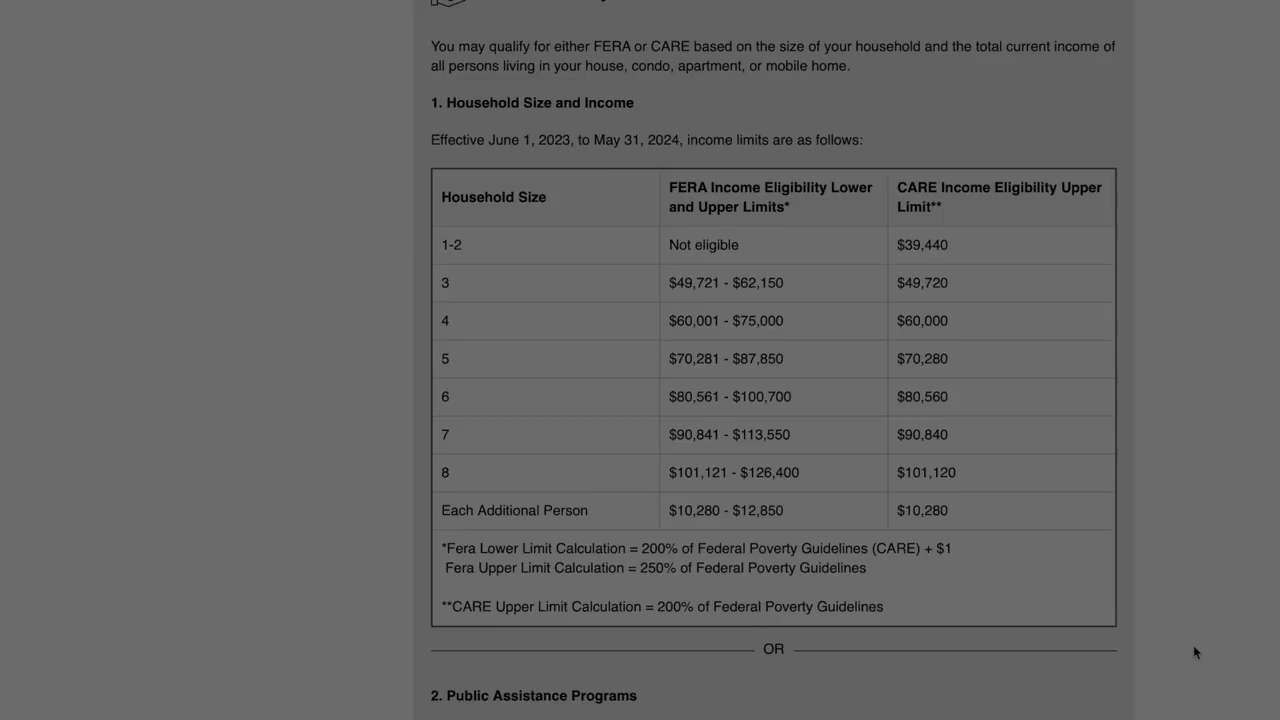 You may qualify for either FERA or CARE based on the size of your household and the total current income of
all persons living in your house, condo, apartment, or mobile home.
1. Household Size and Income
Effective June 1, 2023, to May 31, 2024, income limits are as follows:
Household Size
FERA Income Eligibility Lower
and Upper Limits*
CARE Income Eligibility Upper
Limit**
1-2 Not eligible $39,440
3 $49,721 - $62,150 $49,720
4 $60,001 - $75,000 $60,000
5 $70,281 - $87,850 $70,280
6 $80,561 - $100,700 $80,560
7 $90,841 - $113,550 $90,840
8 $101,121 - $126,400 $101,120
Each Additional Person $10,280 - $12,850 $10,280
*Fera Lower Limit Calculation = 200% of Federal Poverty Guidelines (CARE) + $1
Fera Upper Limit Calculation = 250% of Federal Poverty Guidelines
**CARE Upper Limit Calculation = 200% of Federal Poverty Guidelines
OR
2. Public Assistance Programs